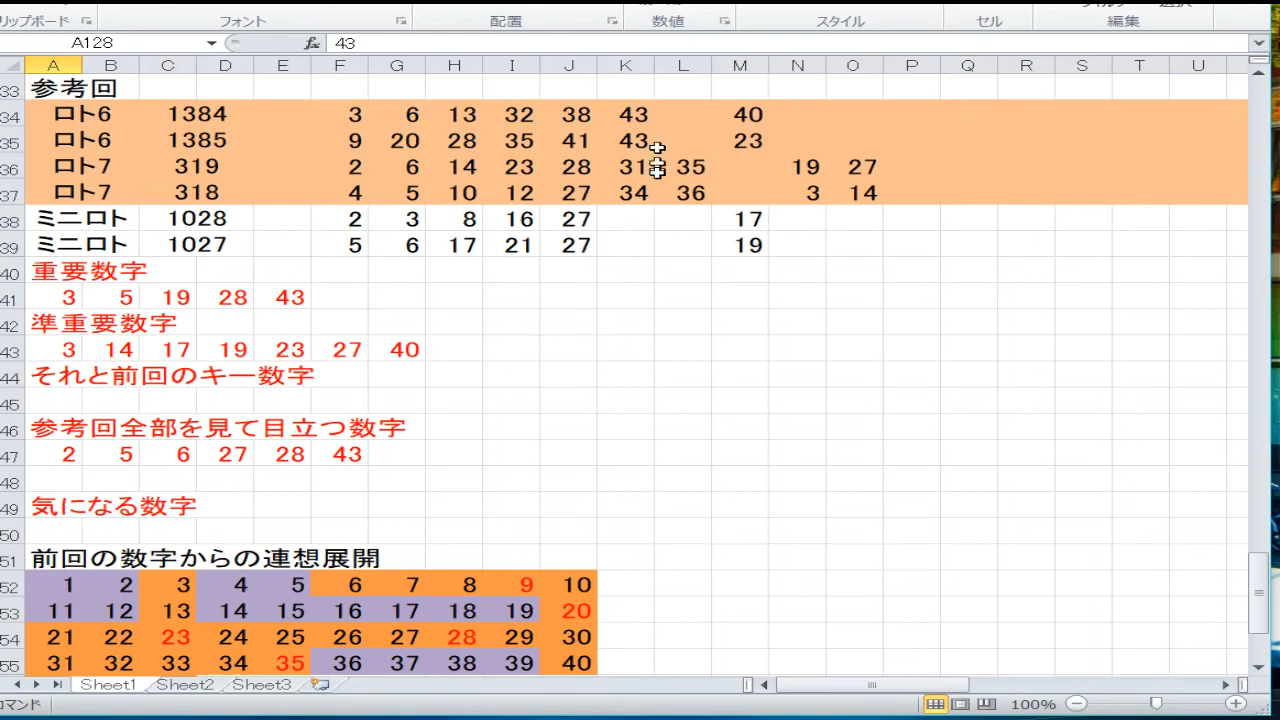 リップボード フォント 配置 数値 スタイル セル 編集
A128 fx 43
A B C D E F G H I J K L M N O P Q R S T U
33 参考回
34 ロト6 1384 3 6 13 32 38 43 40
35 ロト6 1385 9 20 28 35 41 43 23
36 ロト7 319 2 6 14 23 28 31 35 19 27
37 ロト7 318 4 5 10 12 27 34 36 3 14
38 ミニロト 1028 2 3 8 16 27 17
39 ミニロト 1027 5 6 17 21 27 19
40 重要数字
41 3 5 19 28 43
42 準重要数字
43 3 14 17 19 23 27 40
44 それと前回のキー数字
45
46 参考回全部を見て目立つ数字
47 2 5 6 27 28 43
48
49 気になる数字
50
51 前回の数字からの連想展開
52 1 2 3 4 5 6 7 8 9 10
53 11 12 13 14 15 16 17 18 19 20
54 21 22 23 24 25 26 27 28 29 30
55 31 32 33 34 35 36 37 38 39 40
Sheet1 Sheet2 Sheet3
コマンド 100%